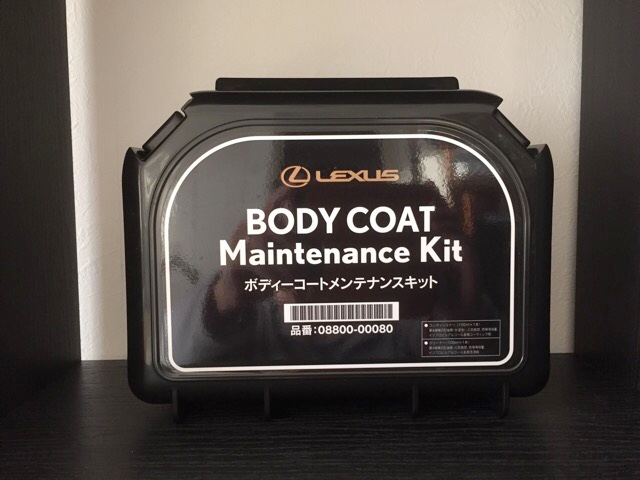 LEXUS
BODY COAT
Maintenance Kit
ボディーコートメンテナンスキット
品番:08800-00080